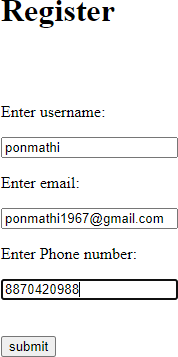 Register
Enter username:
ponmathi
Enter email:
ponmathi1967@gmail.com
Enter Phone number:
8870420988
submit